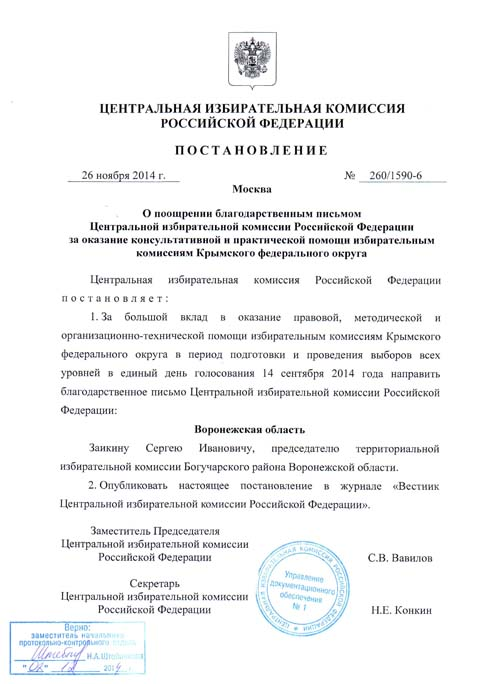 ЦЕНТРАЛЬНАЯ ИЗБИРАТЕЛЬНАЯ КОМИССИЯ
РОССИЙСКОЙ ФЕДЕРАЦИИ
ПОСТАНОВЛЕНИЕ
26 ноября 2014 г. № 260/1590-6
Москва
О поощрении благодарственным письмом
Центральной избирательной комиссии Российской Федерации
за оказание консультативной и практической помощи избирательным
комиссиям Крымского федерального округа
Центральная избирательная комиссия Российской Федерации
постановляет:
1. За большой вклад в оказание правовой, методической и
организационно-технической помощи избирательным комиссиям Крымского
федерального округа в период подготовки и проведения выборов всех
уровней в единый день голосования 14 сентября 2014 года направить
благодарственное письмо Центральной избирательной комиссии Российской
Федерации:
Воронежская область
Заикину Сергею Ивановичу, председателю территориальной
избирательной комиссии Богучарского района Воронежской области.
2. Опубликовать настоящее постановление в журнале «Вестник
Центральной избирательной комиссии Российской Федерации».
Заместитель Председателя
Центральной избирательной комиссии
Российской Федерации С.В. Вавилов
Секретарь
Центральной избирательной комиссии
Российской Федерации Н.Е. Конкин
Управление
документационного
обеспечения
№ 1
Верно:
заместитель начальника
протокольно-контрольного отдела